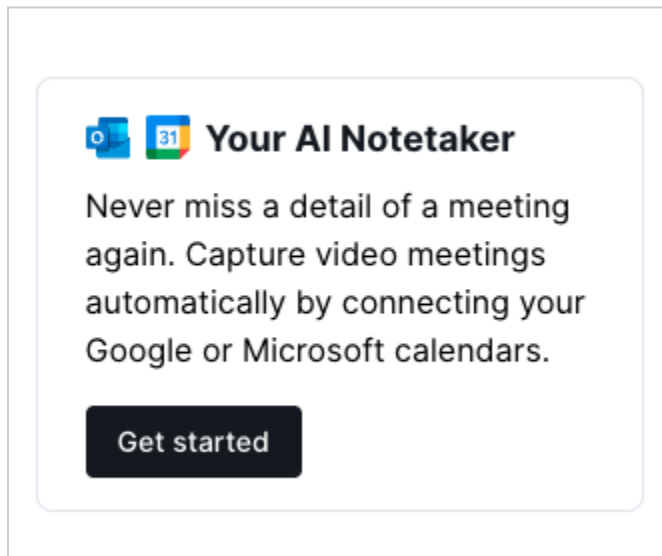 Your AI Notetaker
Never miss a detail of a meeting
again. Capture video meetings
automatically by connecting your
Google or Microsoft calendars.
Get started